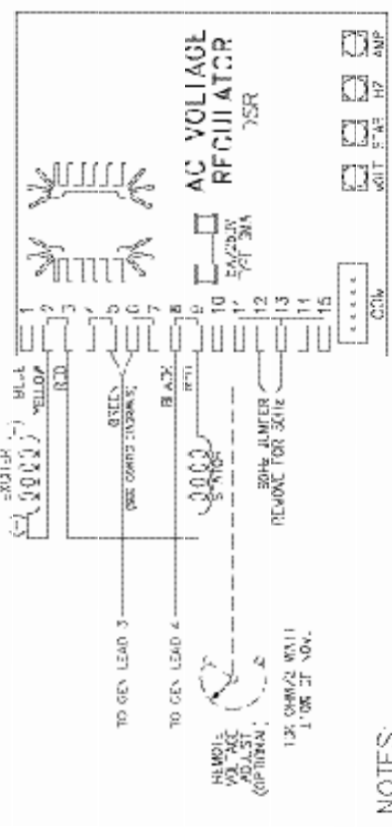 AC VOLTAGE
REGULATOR
DSR
VOLT
STAB
HZ
AMP
1
2
3
4
5
6
7
8
9
10
11
12
13
14
15
COM
EXCITER
(-)
(+)
BLUE
YELLOW
RED
GREEN
BLACK
RED
STATOR
TO GEN LEAD 3
TO GEN LEAD 4
60Hz JUMPER
REMOVE FOR 50Hz
REMOTE
VOLTAGE
ADJUST
(OPTIONAL)
NOTES: